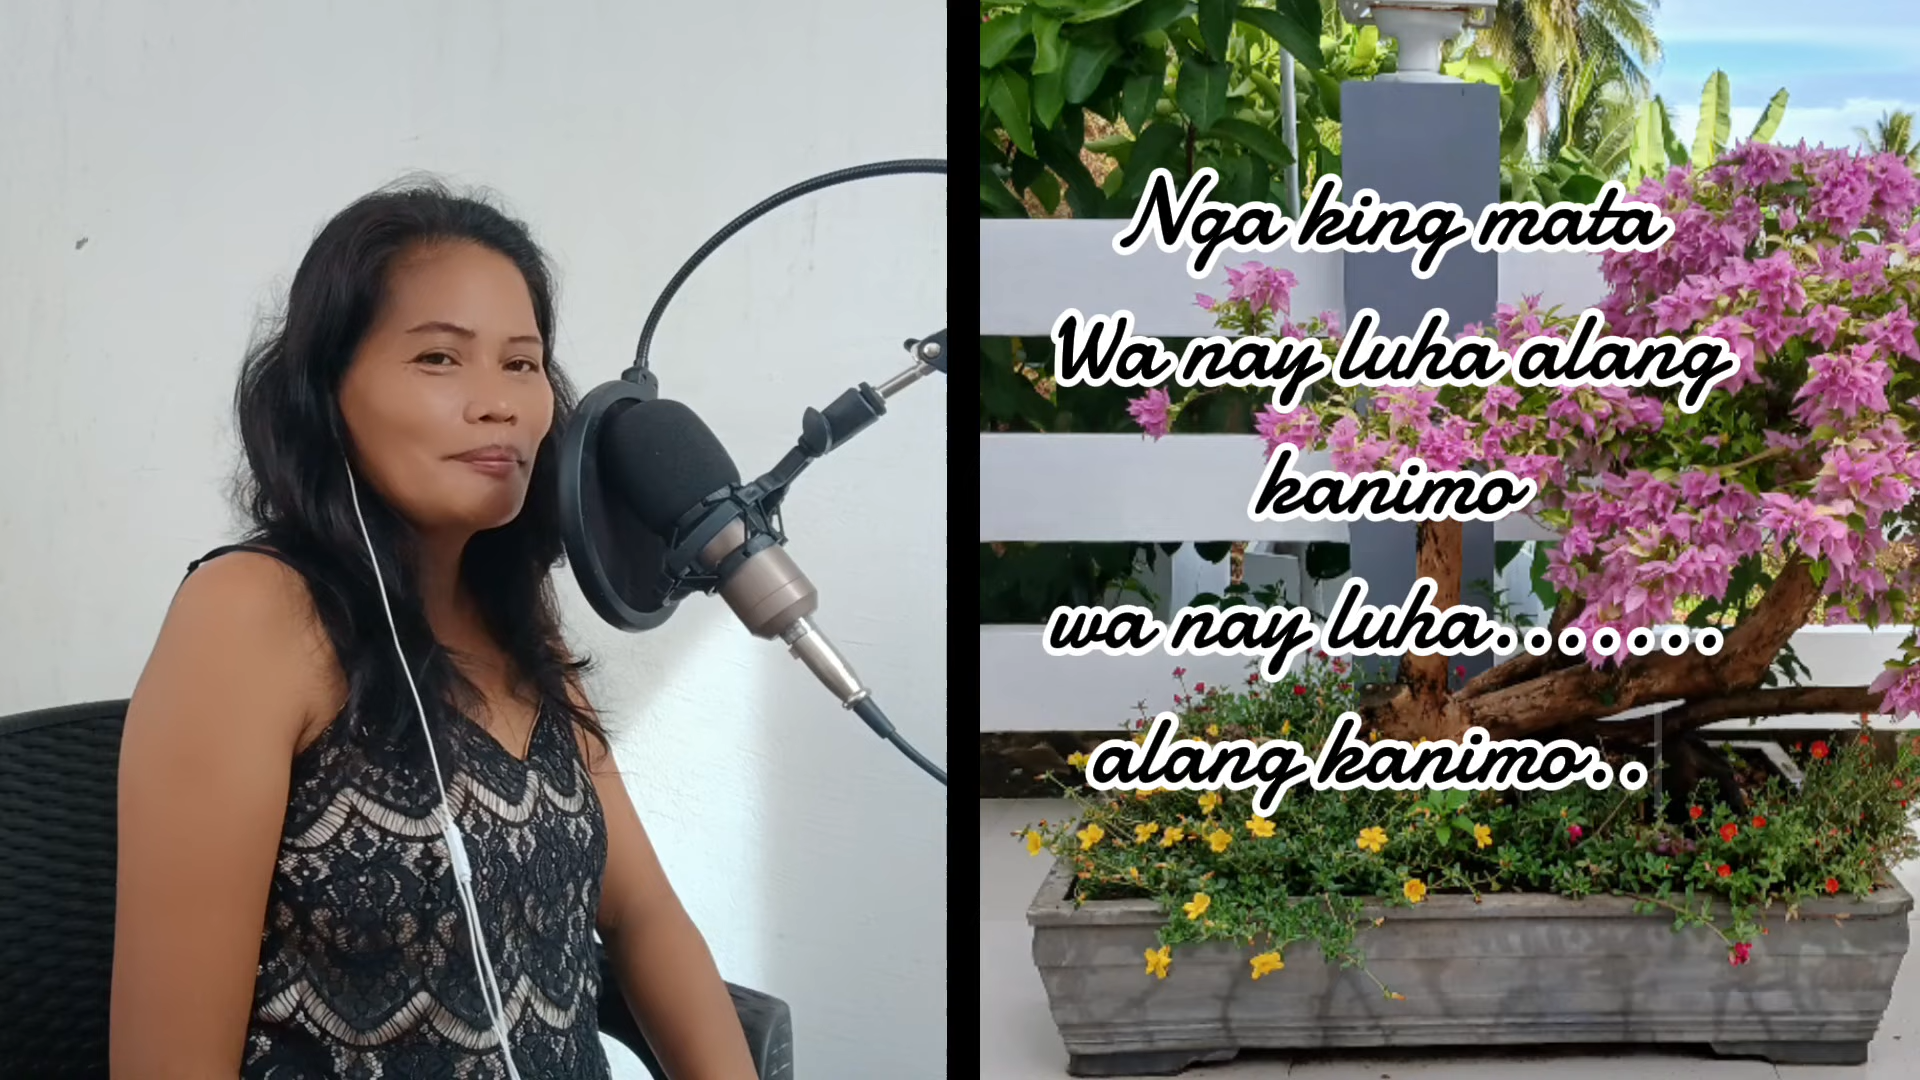 Nga king mata
Wa nay luha alang
kanimo
wa nay luha.......
alang kanimo..